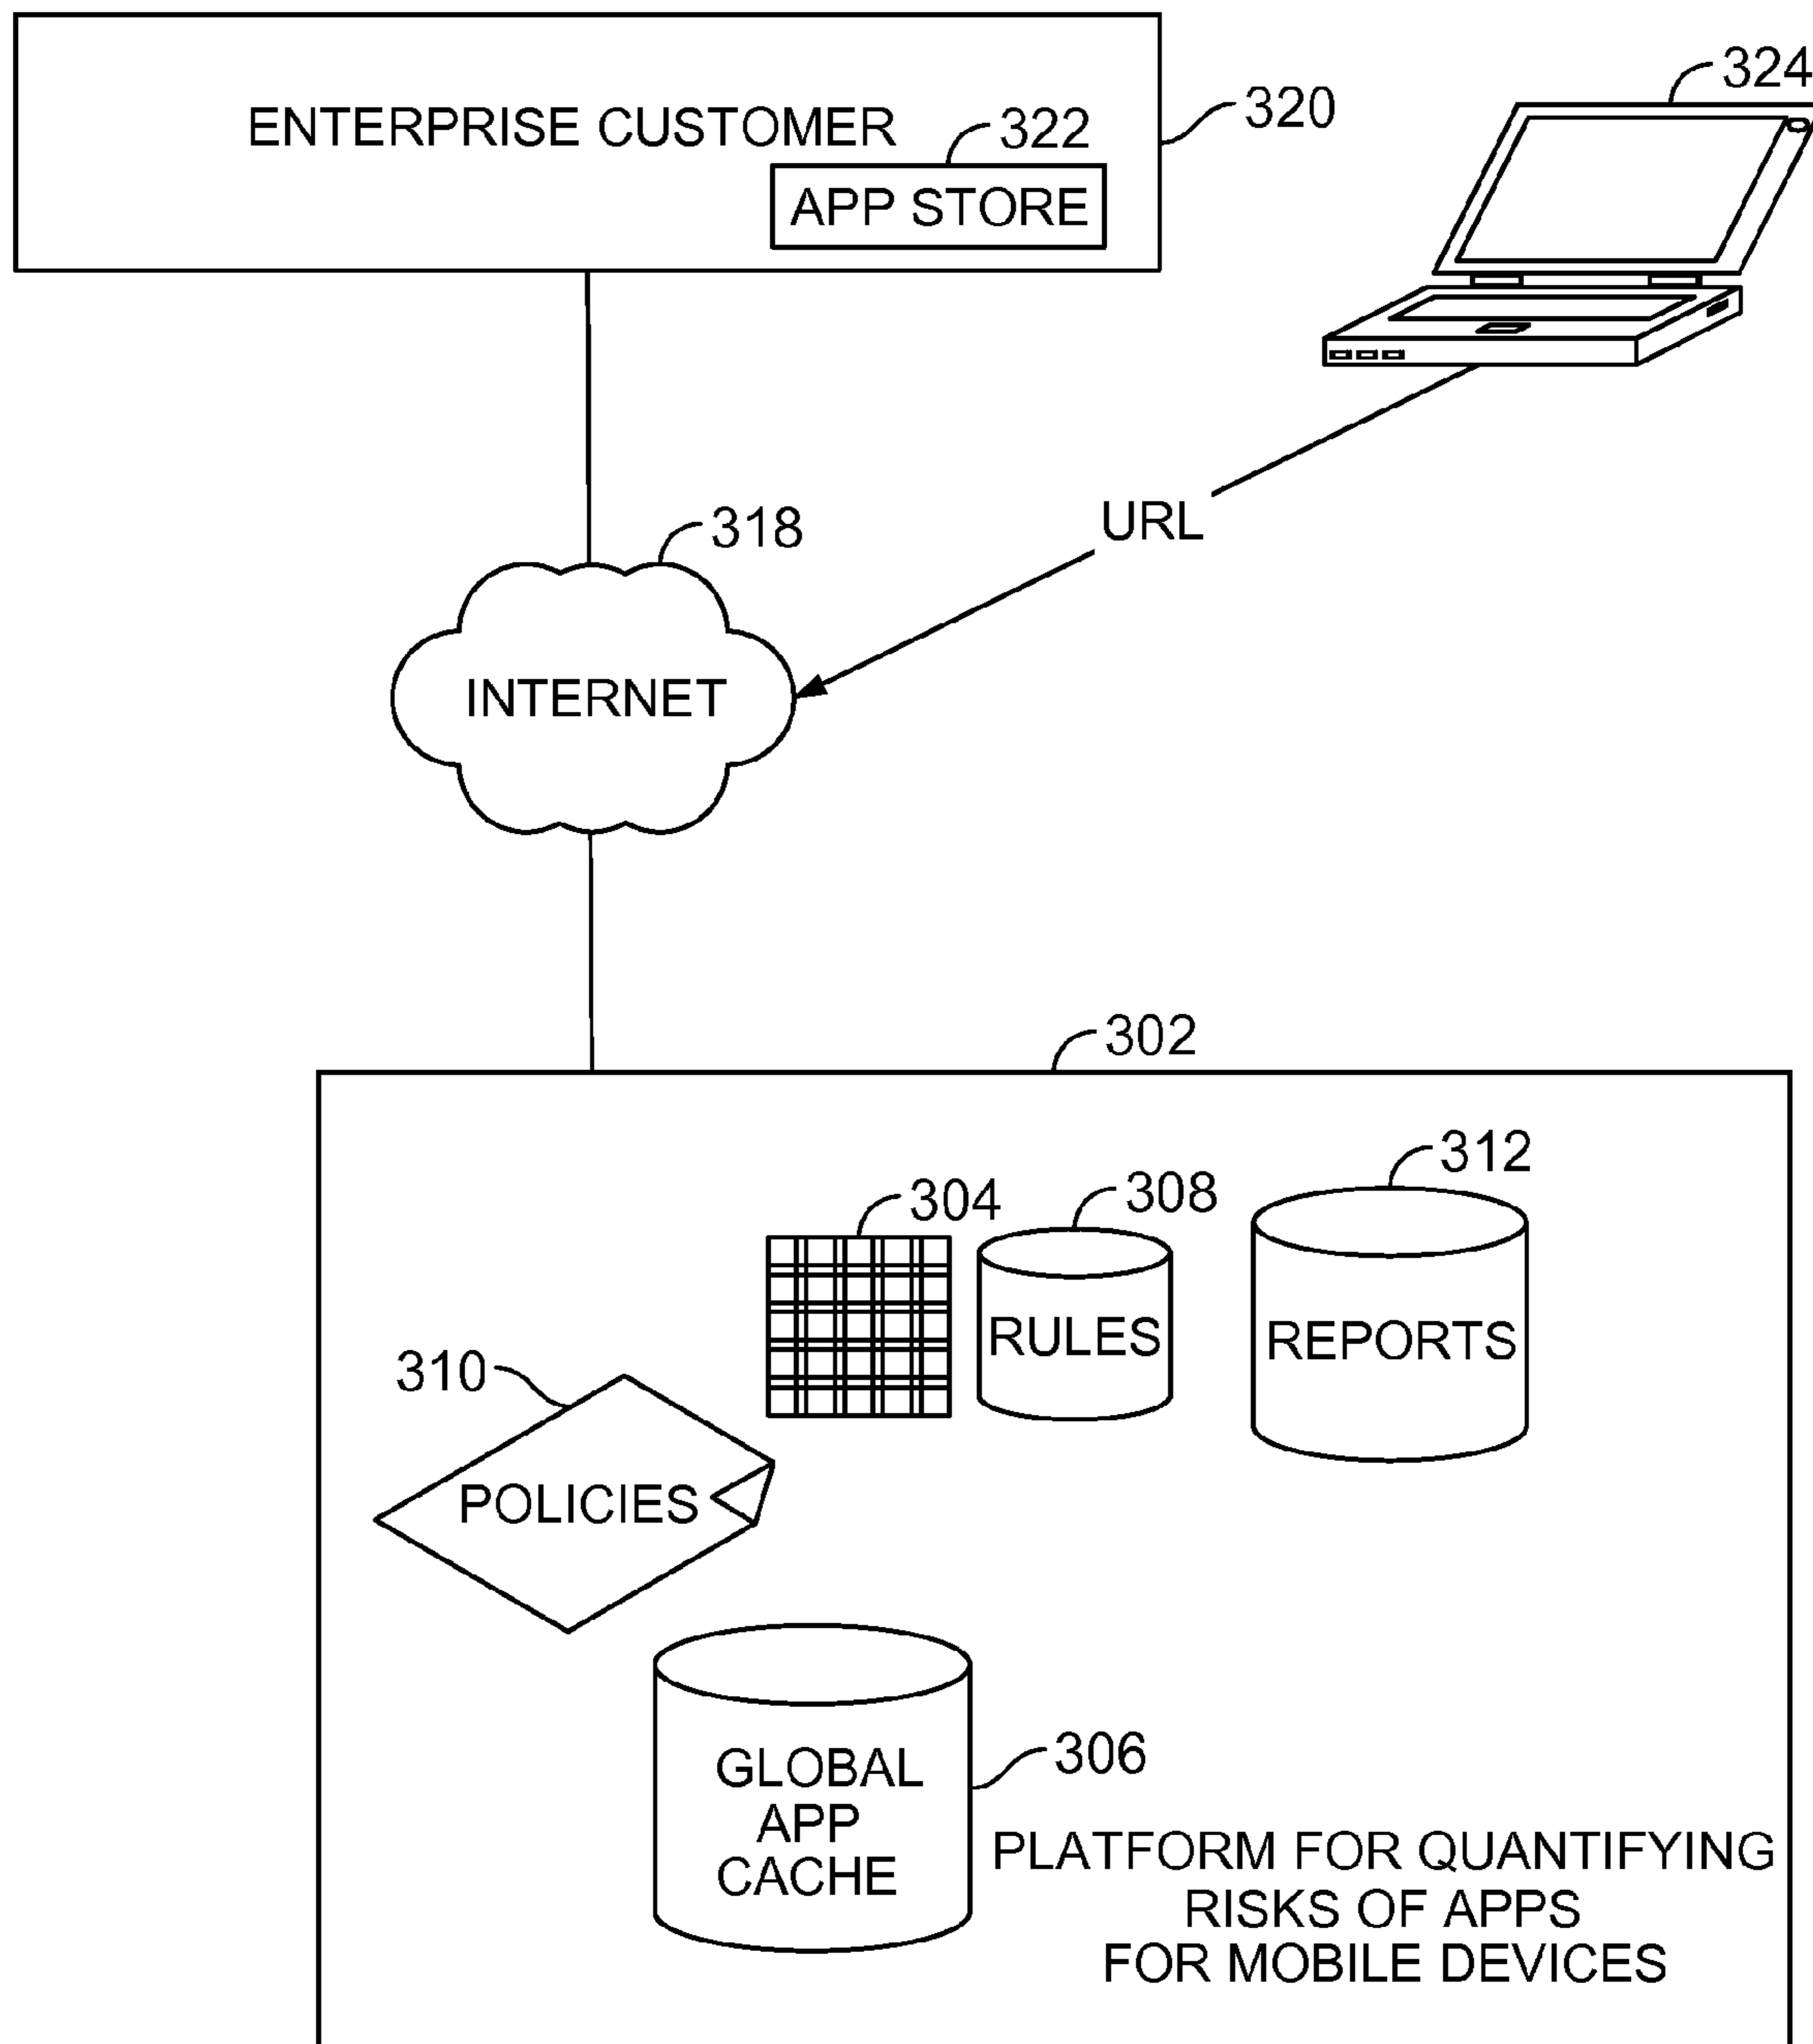 324
320
ENTERPRISE CUSTOMER
322
APP STORE
URL
318
INTERNET
302
312
304
308
RULES
REPORTS
310
POLICIES
306
GLOBAL
APP
CACHE
PLATFORM FOR QUANTIFYING
RISKS OF APPS
FOR MOBILE DEVICES